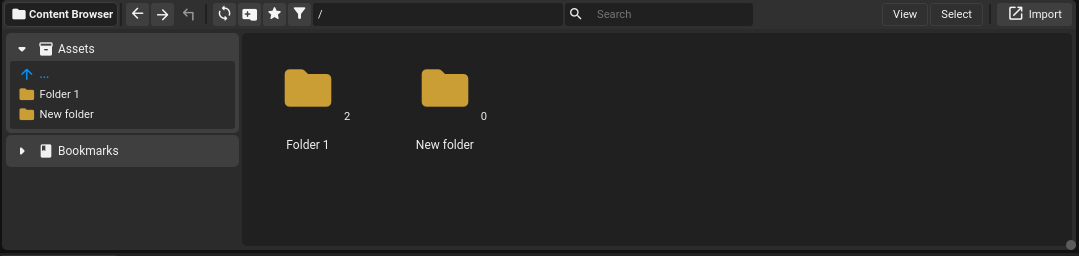 Content Browser
/
Search
View
Select
Import
Assets
...
Folder 1
New folder
Bookmarks
2
0
Folder 1
New folder